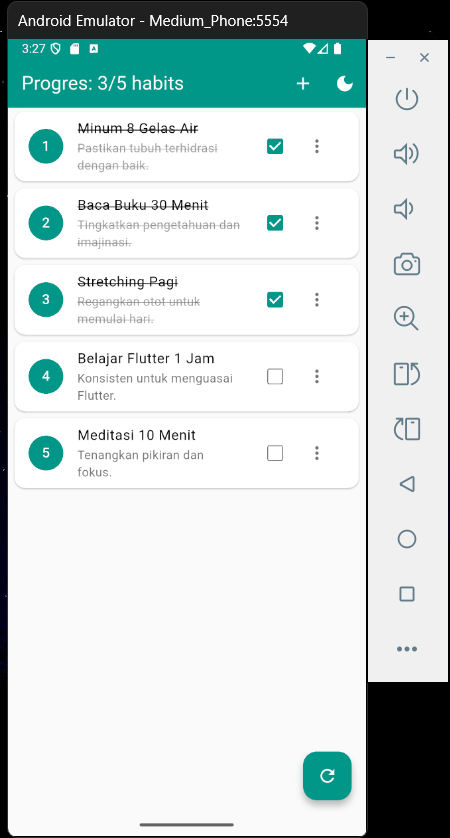 Android Emulator - Medium_Phone:5554
3:27
A
Progres: 3/5 habits
1
Minum 8 Gelas Air
Pastikan tubuh terhidrasi
dengan baik.
2
Baca Buku 30 Menit
Tingkatkan pengetahuan dan
imajinasi.
3
Stretching Pagi
Regangkan otot untuk
memulai hari.
4
Belajar Flutter 1 Jam
Konsisten untuk menguasai
Flutter.
5
Meditasi 10 Menit
Tenangkan pikiran dan
fokus.